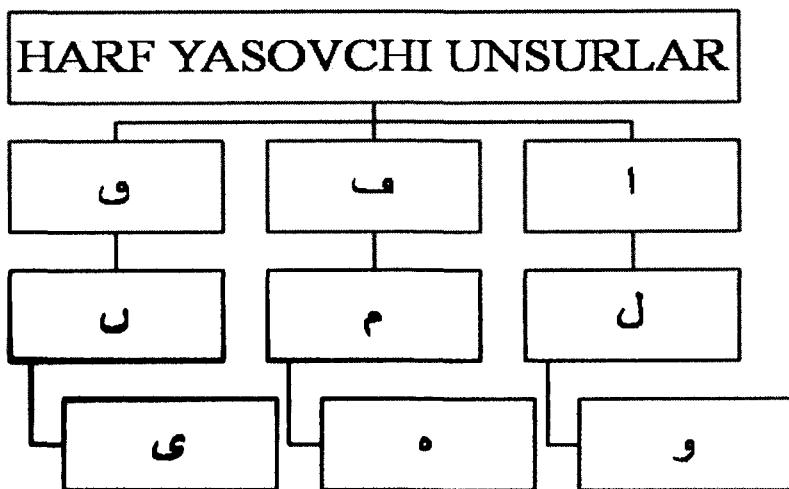 HARF YASOVCHI UNSURLAR
ٯ ڡ ا
ں م ل
ى ه و